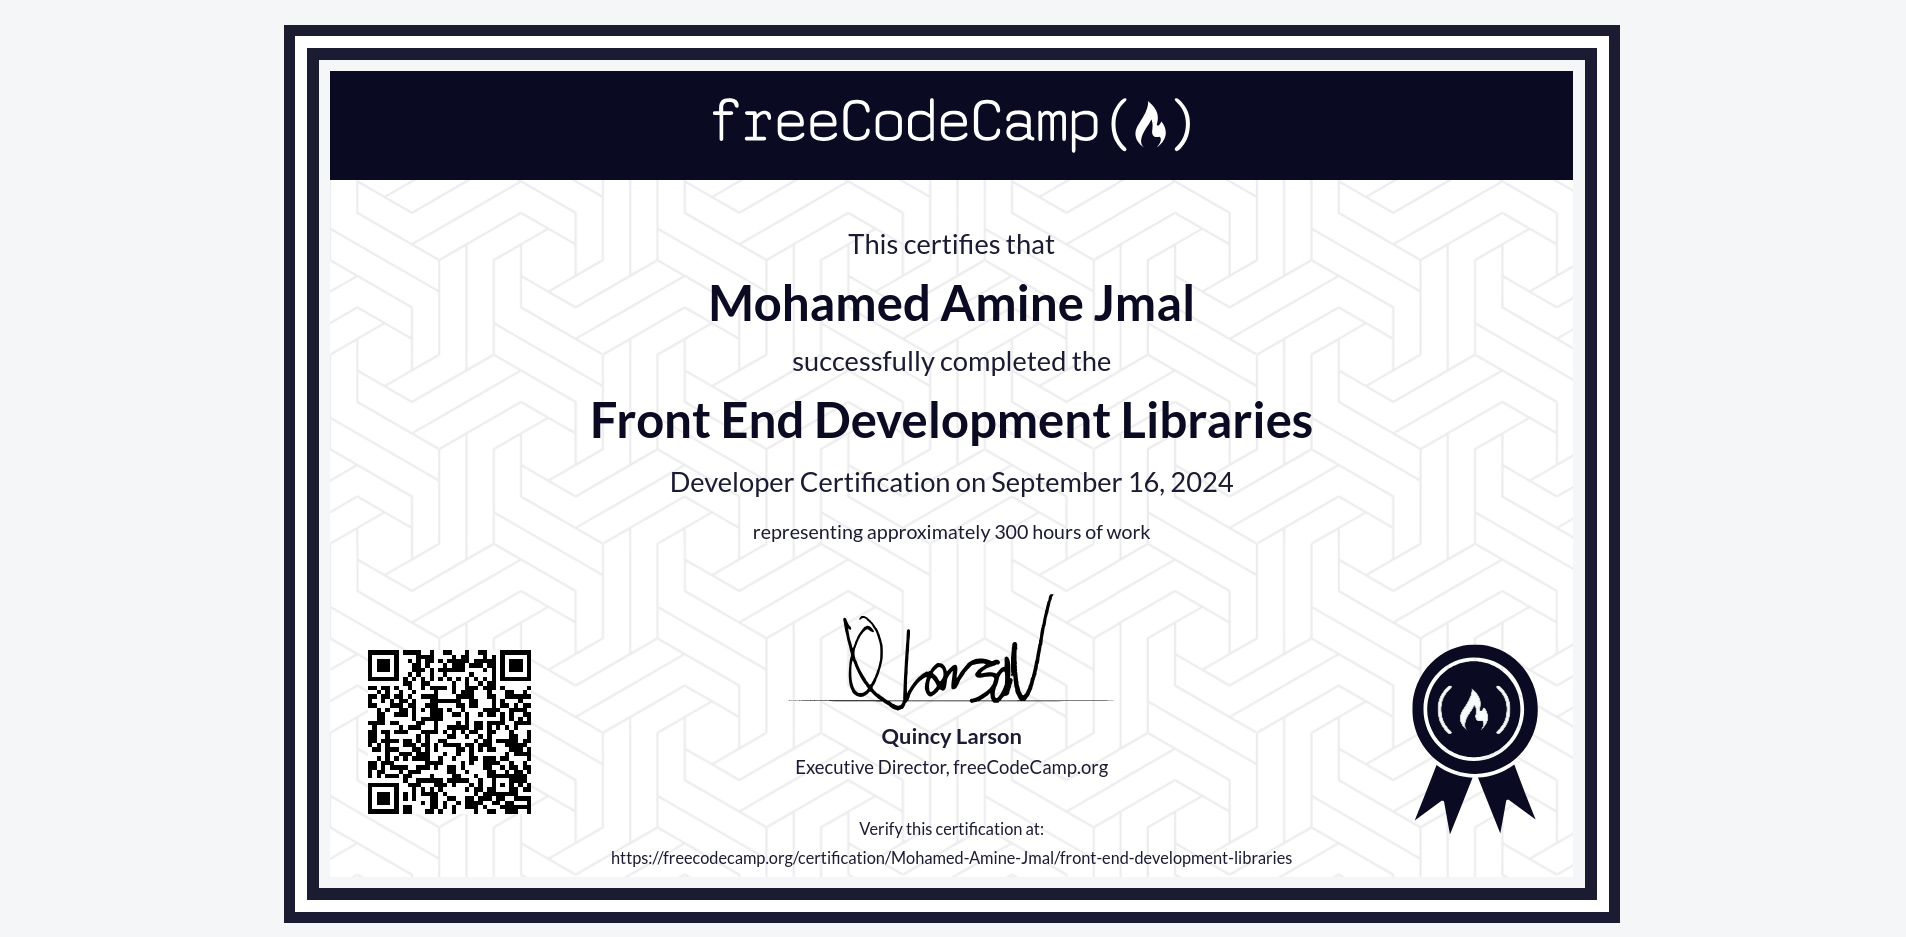 freeCodeCamp(🔥)
This certifies that
Mohamed Amine Jmal
successfully completed the
Front End Development Libraries
Developer Certification on September 16, 2024
representing approximately 300 hours of work
Q Larson
Quincy Larson
Executive Director, freeCodeCamp.org
Verify this certification at:
https://freecodecamp.org/certification/Mohamed-Amine-Jmal/front-end-development-libraries